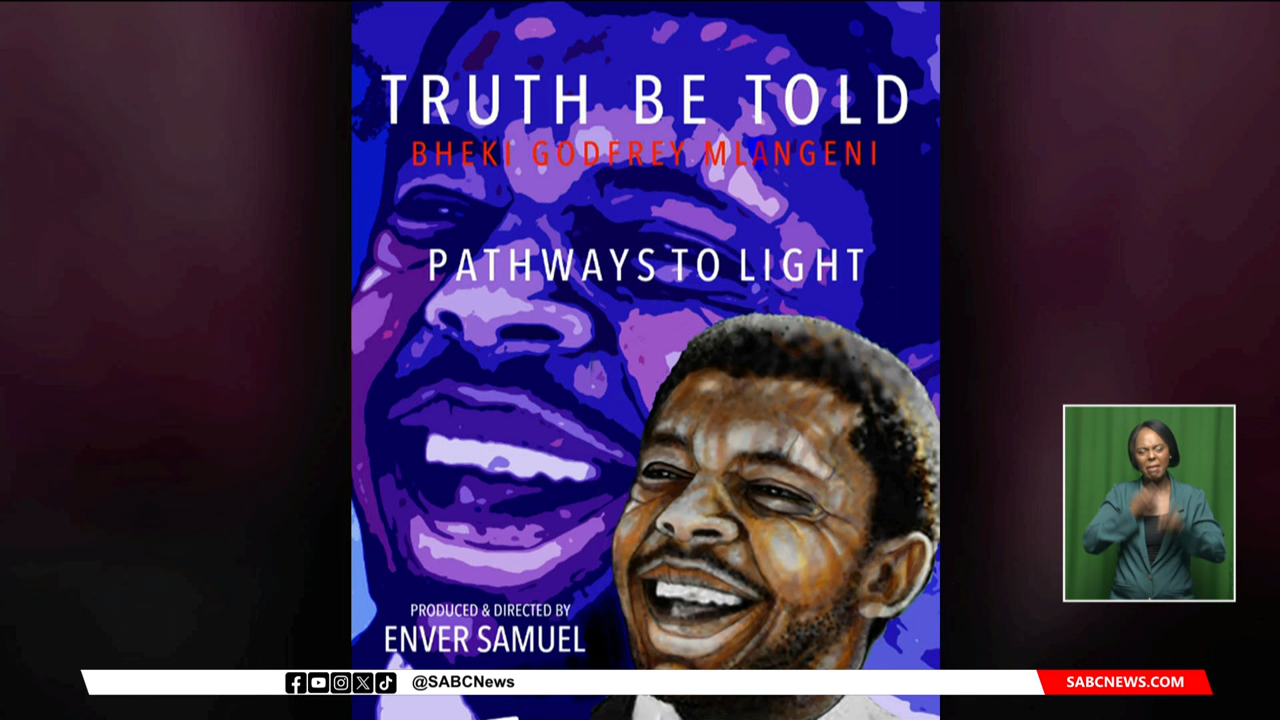 TRUTH BE TOLD
BHEKI GODFREY MLANGENI
PATHWAYS TO LIGHT
PRODUCED & DIRECTED BY
ENVER SAMUEL
@SABCNews
SABCNEWS.COM